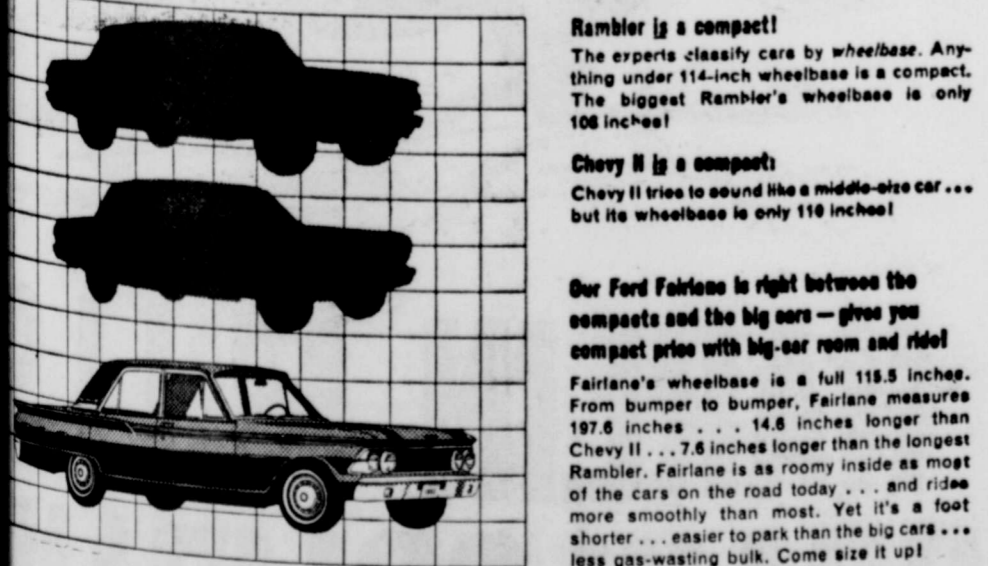 Rambler is a compact!
The experts classify cars by wheelbase. Any-
thing under 114-inch wheelbase is a compact.
The biggest Rambler's wheelbase is only
108 inches!
Chevy II is a compact!
Chevy II tries to sound like a middle-size car ...
but its wheelbase is only 110 inches!
Our Ford Fairlane is right between the
compacts and the big cars — gives you
compact price with big-car room and ride!
Fairlane's wheelbase is a full 115.5 inches.
From bumper to bumper, Fairlane measures
197.6 inches . . . 14.6 inches longer than
Chevy II . . . 7.6 inches longer than the longest
Rambler. Fairlane is as roomy inside as most
of the cars on the road today . . . and rides
more smoothly than most. Yet it's a foot
shorter . . . easier to park than the big cars ...
less gas-wasting bulk. Come size it up!